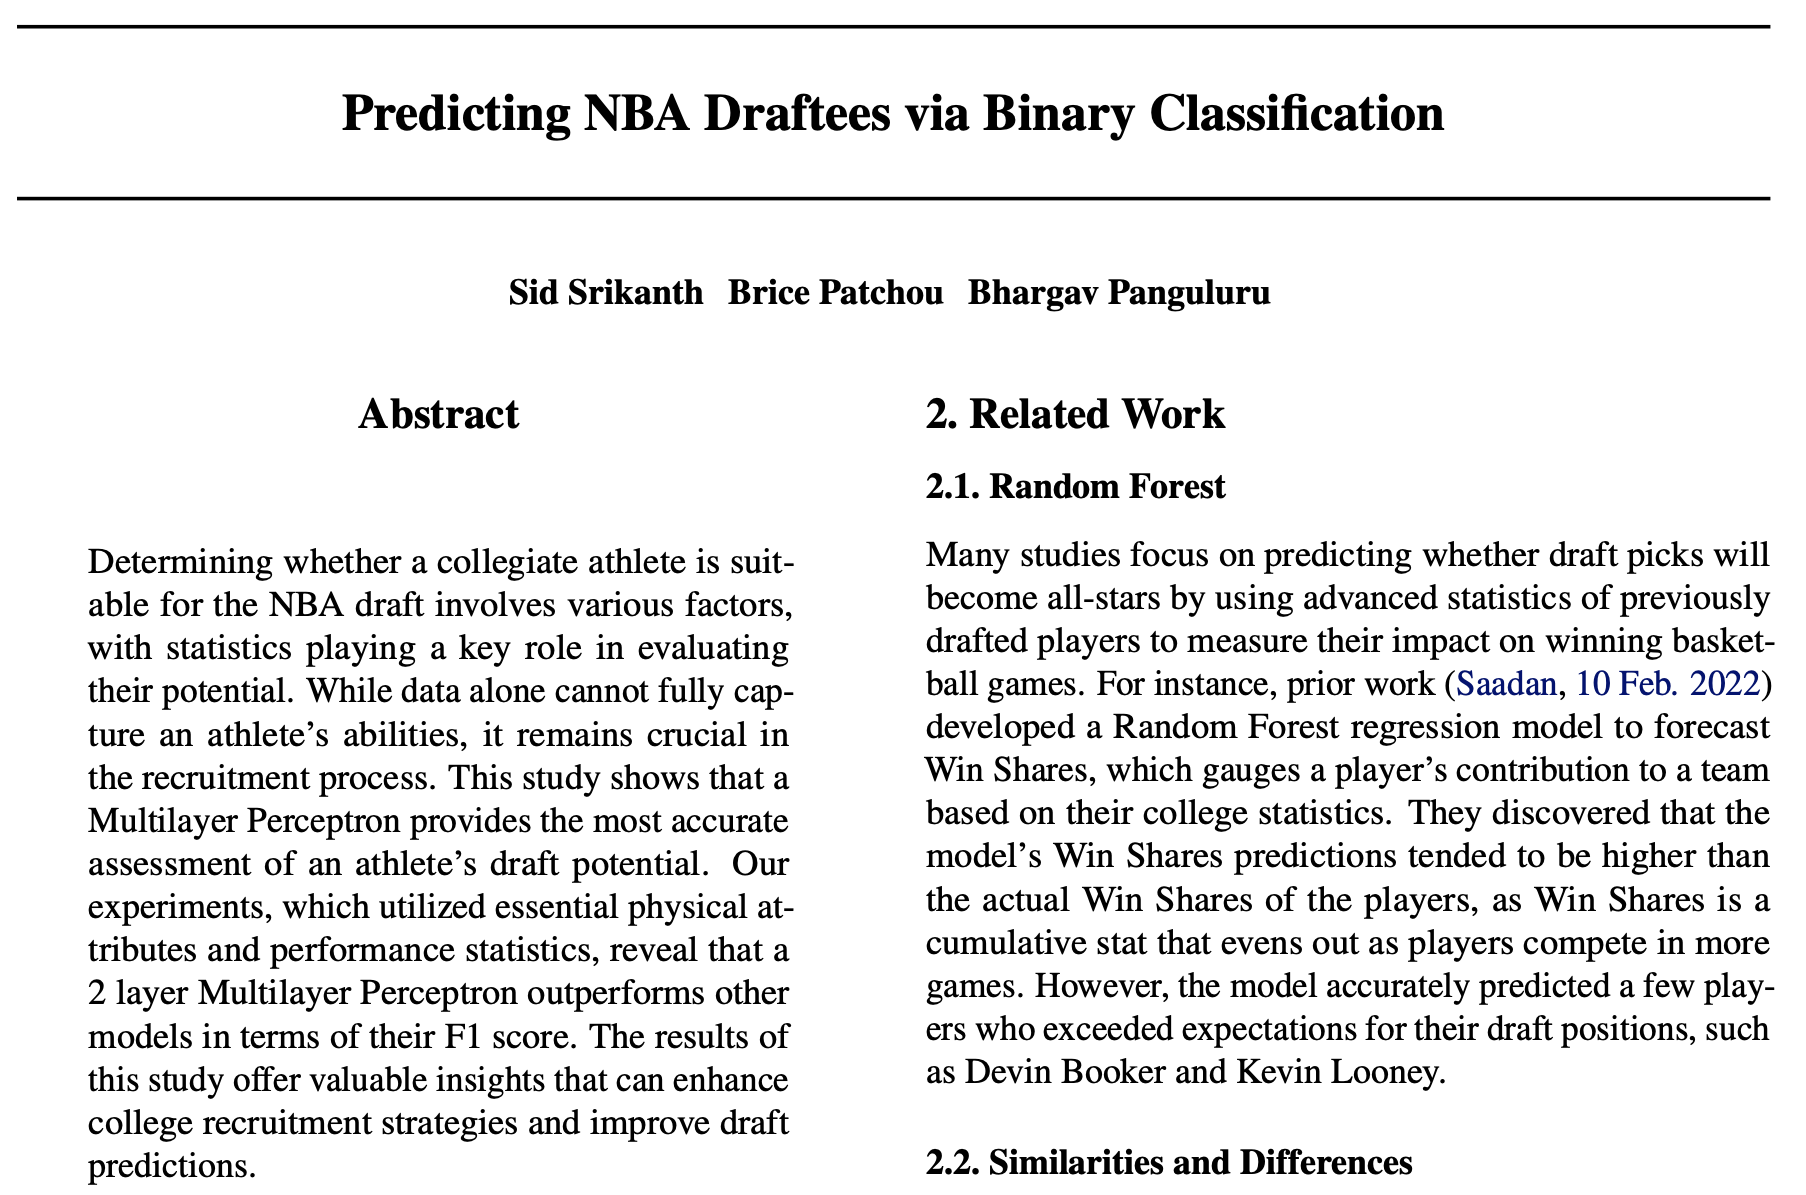 Predicting NBA Draftees via Binary Classification
Sid Srikanth Brice Patchou Bhargav Panguluru
Abstract
Determining whether a collegiate athlete is suit-
able for the NBA draft involves various factors,
with statistics playing a key role in evaluating
their potential. While data alone cannot fully cap-
ture an athlete's abilities, it remains crucial in
the recruitment process. This study shows that a
Multilayer Perceptron provides the most accurate
assessment of an athlete's draft potential. Our
experiments, which utilized essential physical at-
tributes and performance statistics, reveal that a
2 layer Multilayer Perceptron outperforms other
models in terms of their F1 score. The results of
this study offer valuable insights that can enhance
college recruitment strategies and improve draft
predictions.
2. Related Work
2.1. Random Forest
Many studies focus on predicting whether draft picks will
become all-stars by using advanced statistics of previously
drafted players to measure their impact on winning basket-
ball games. For instance, prior work (Saadan, 10 Feb. 2022)
developed a Random Forest regression model to forecast
Win Shares, which gauges a player's contribution to a team
based on their college statistics. They discovered that the
model's Win Shares predictions tended to be higher than
the actual Win Shares of the players, as Win Shares is a
cumulative stat that evens out as players compete in more
games. However, the model accurately predicted a few play-
ers who exceeded expectations for their draft positions, such
as Devin Booker and Kevin Looney.
2.2. Similarities and Differences